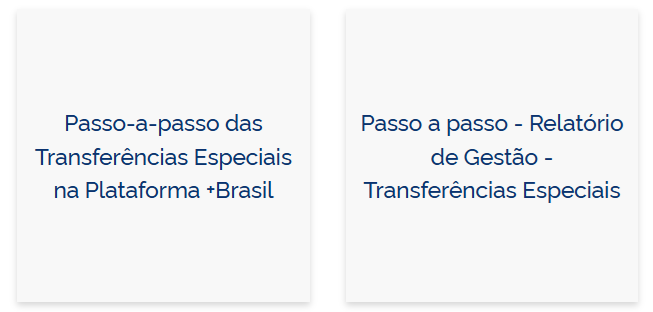 Passo-a-passo das
Transferências Especiais
na Plataforma +Brasil
Passo a passo - Relatório
de Gestão -
Transferências Especiais